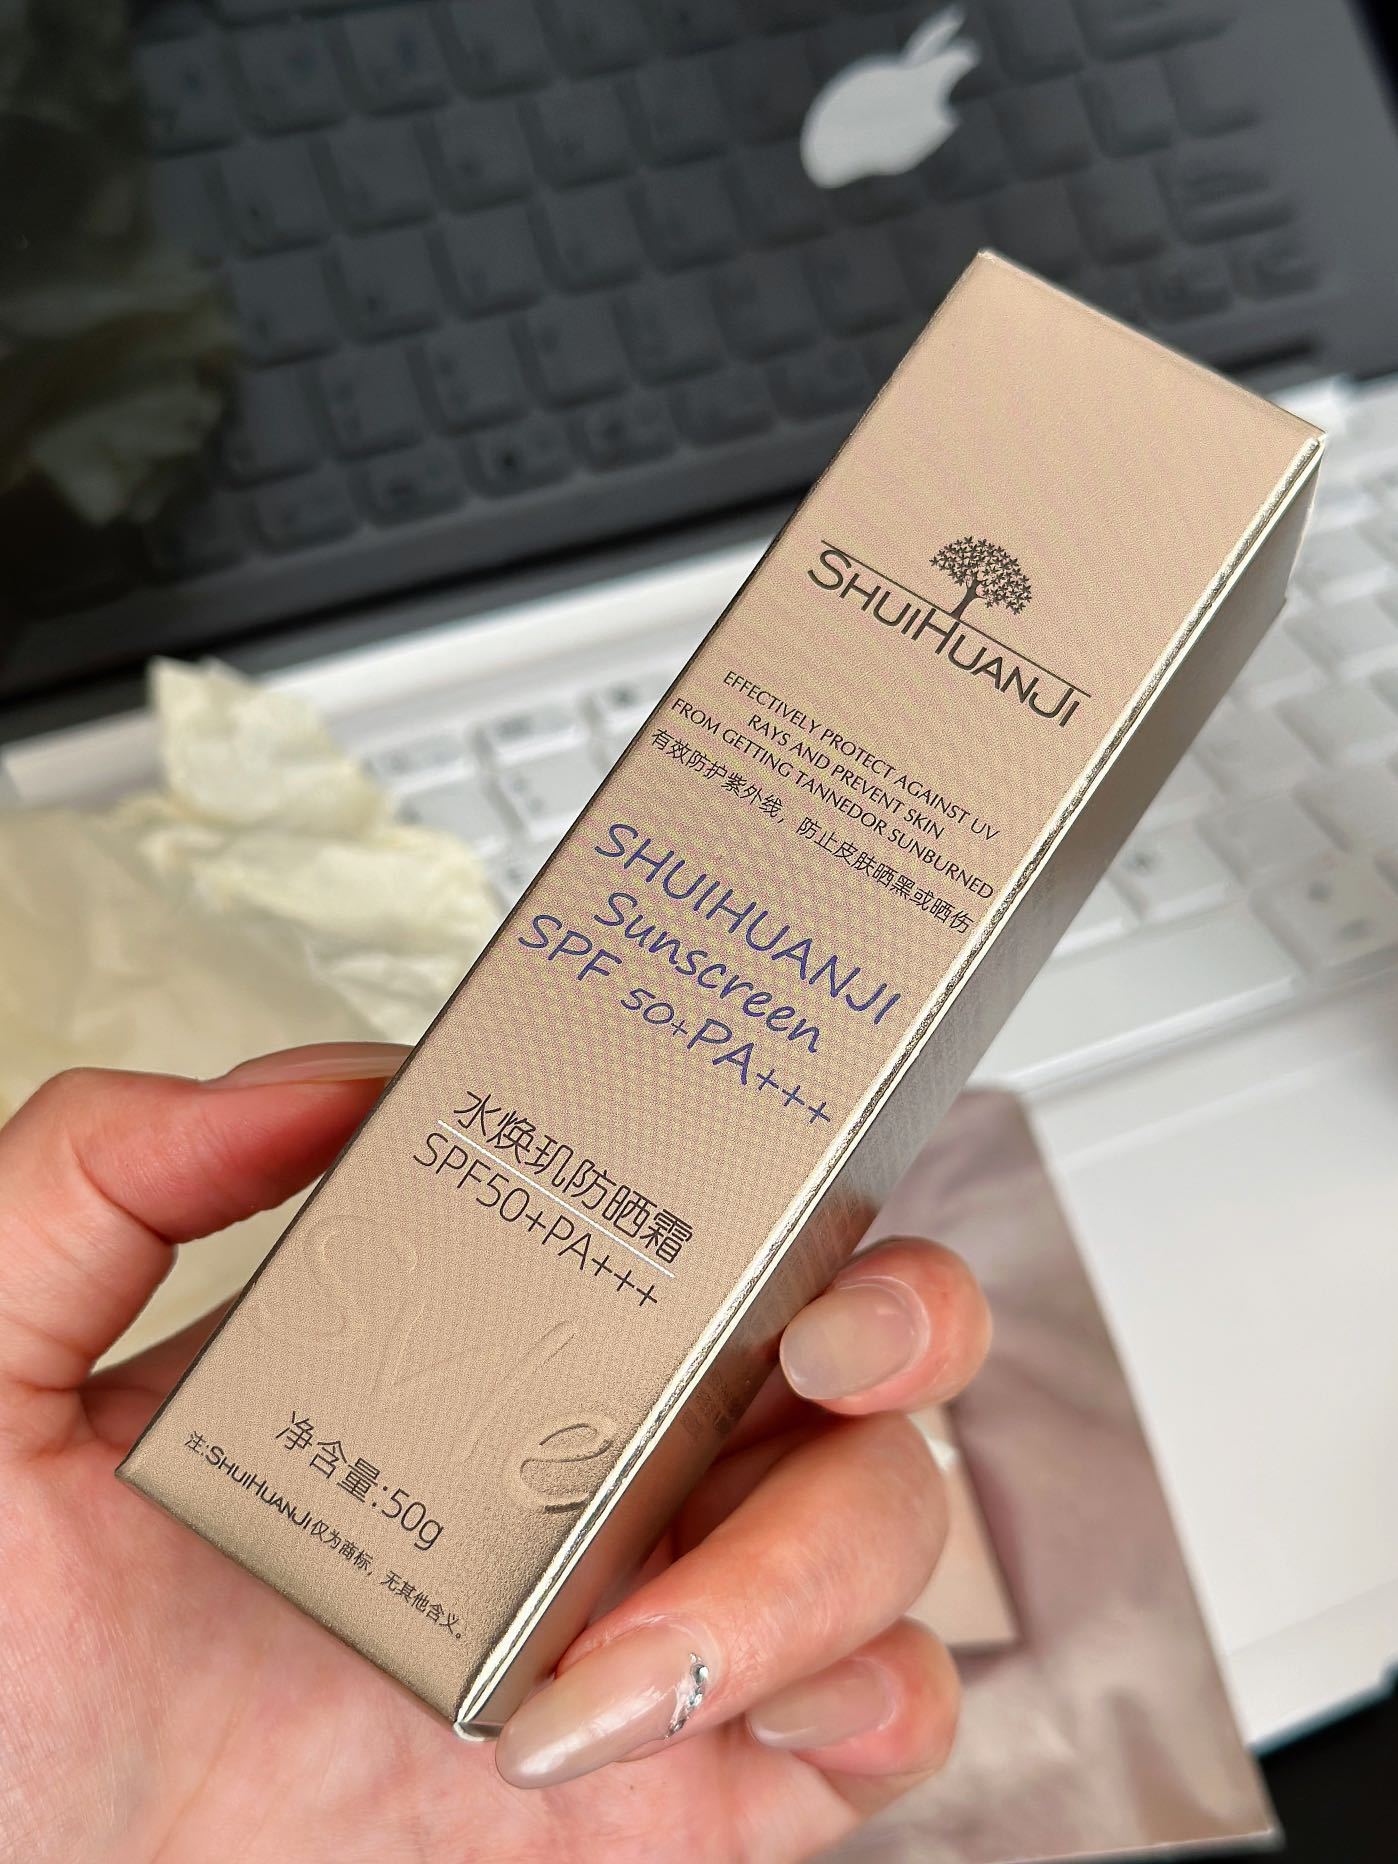 SHUIHUANJI
EFFECTIVELY PROTECT AGAINST UV
RAYS AND PREVENT SKIN
FROM GETTING TANNEDOR SUNBURNED
有效防护紫外线，防止皮肤晒黑或晒伤
SHUIHUANJI
Sunscreen
SPF 50+PA+++
水焕玑防晒霜
SPF50+PA+++
净含量:50g
注:SHUIHUANJI仅为商标，无其他含义。